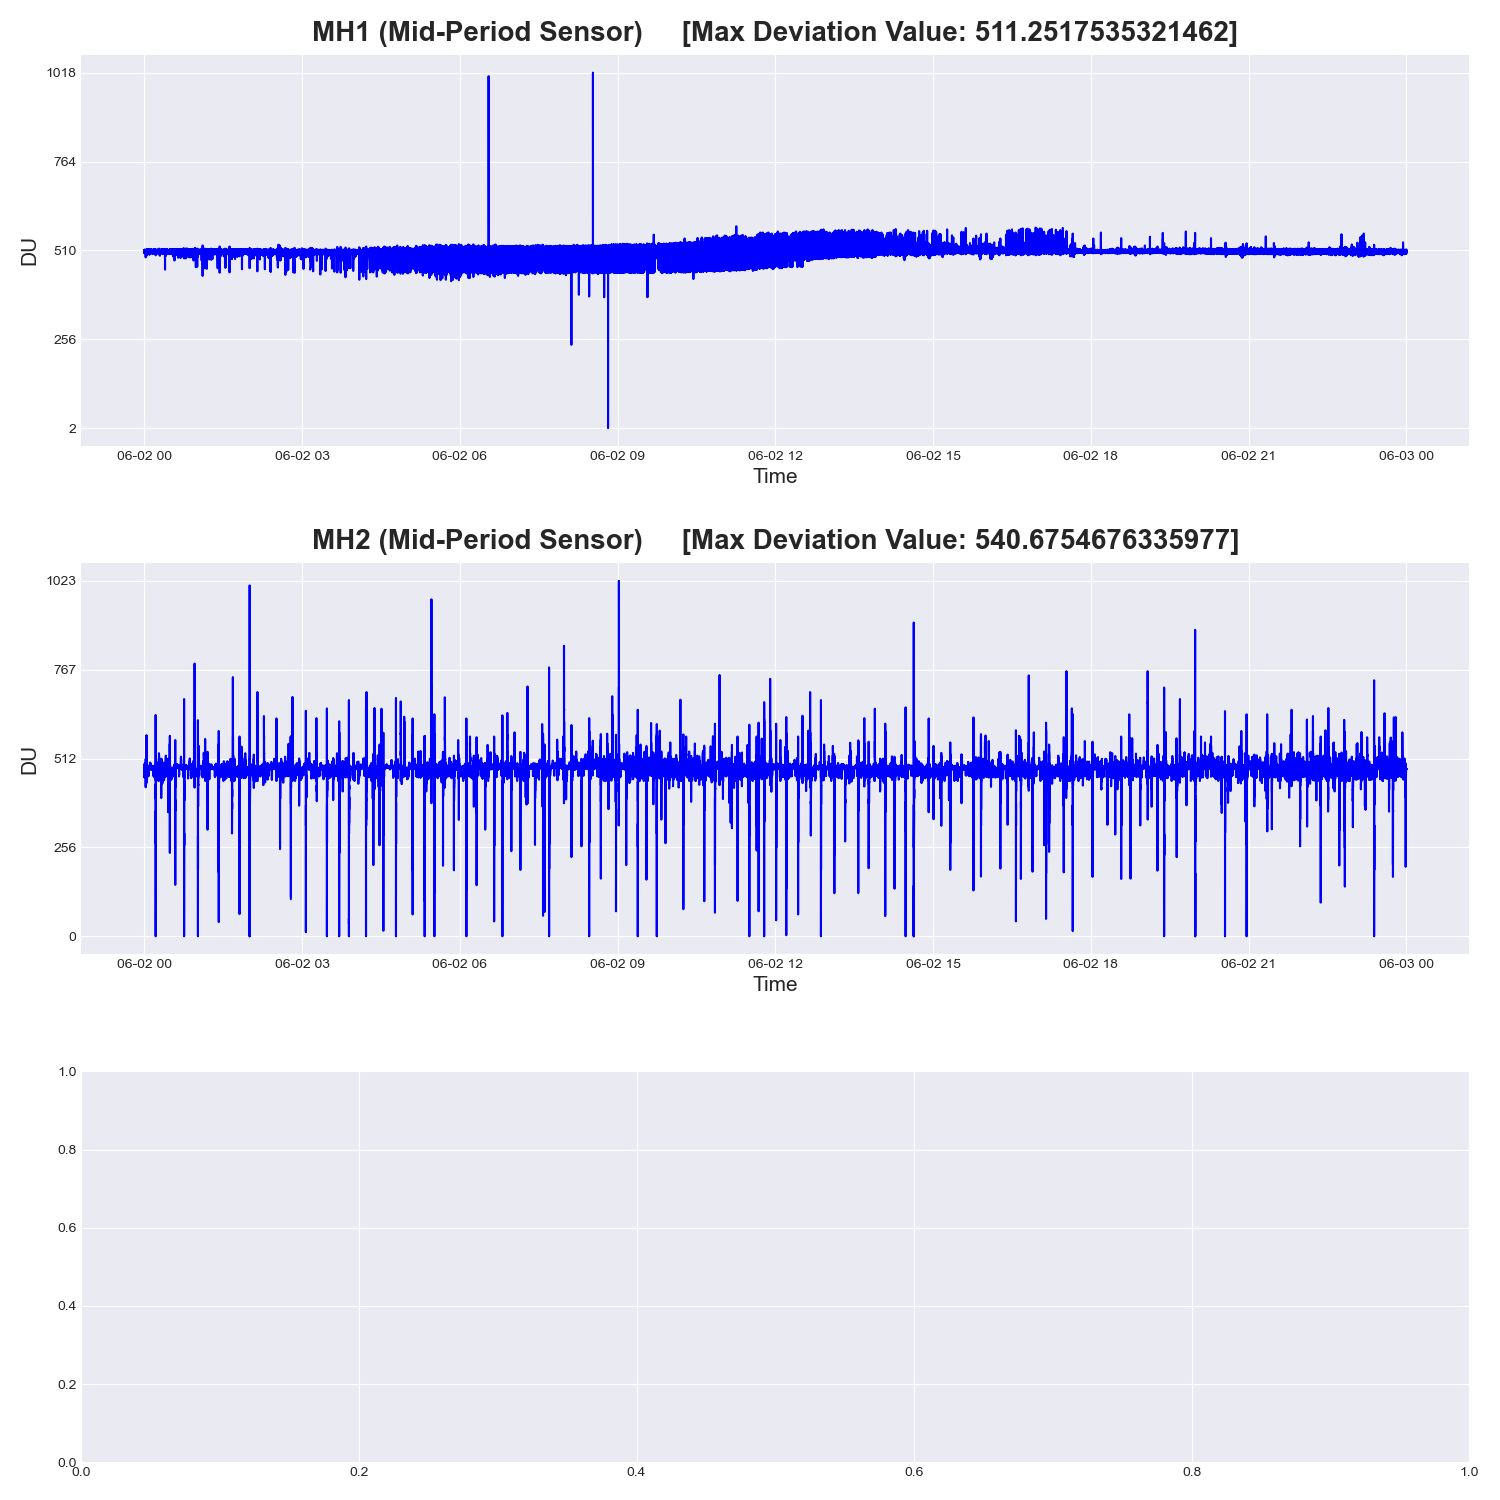 MH1 (Mid-Period Sensor) [Max Deviation Value: 511.2517535321462]
1018
764
510
256
2
DU
06-02 00 06-02 03 06-02 06 06-02 09 06-02 12 06-02 15 06-02 18 06-02 21 06-03 00
Time
MH2 (Mid-Period Sensor) [Max Deviation Value: 540.6754676335977]
1023
767
512
256
0
DU
06-02 00 06-02 03 06-02 06 06-02 09 06-02 12 06-02 15 06-02 18 06-02 21 06-03 00
Time
1.0
0.8
0.6
0.4
0.2
0.0
0.0 0.2 0.4 0.6 0.8 1.0